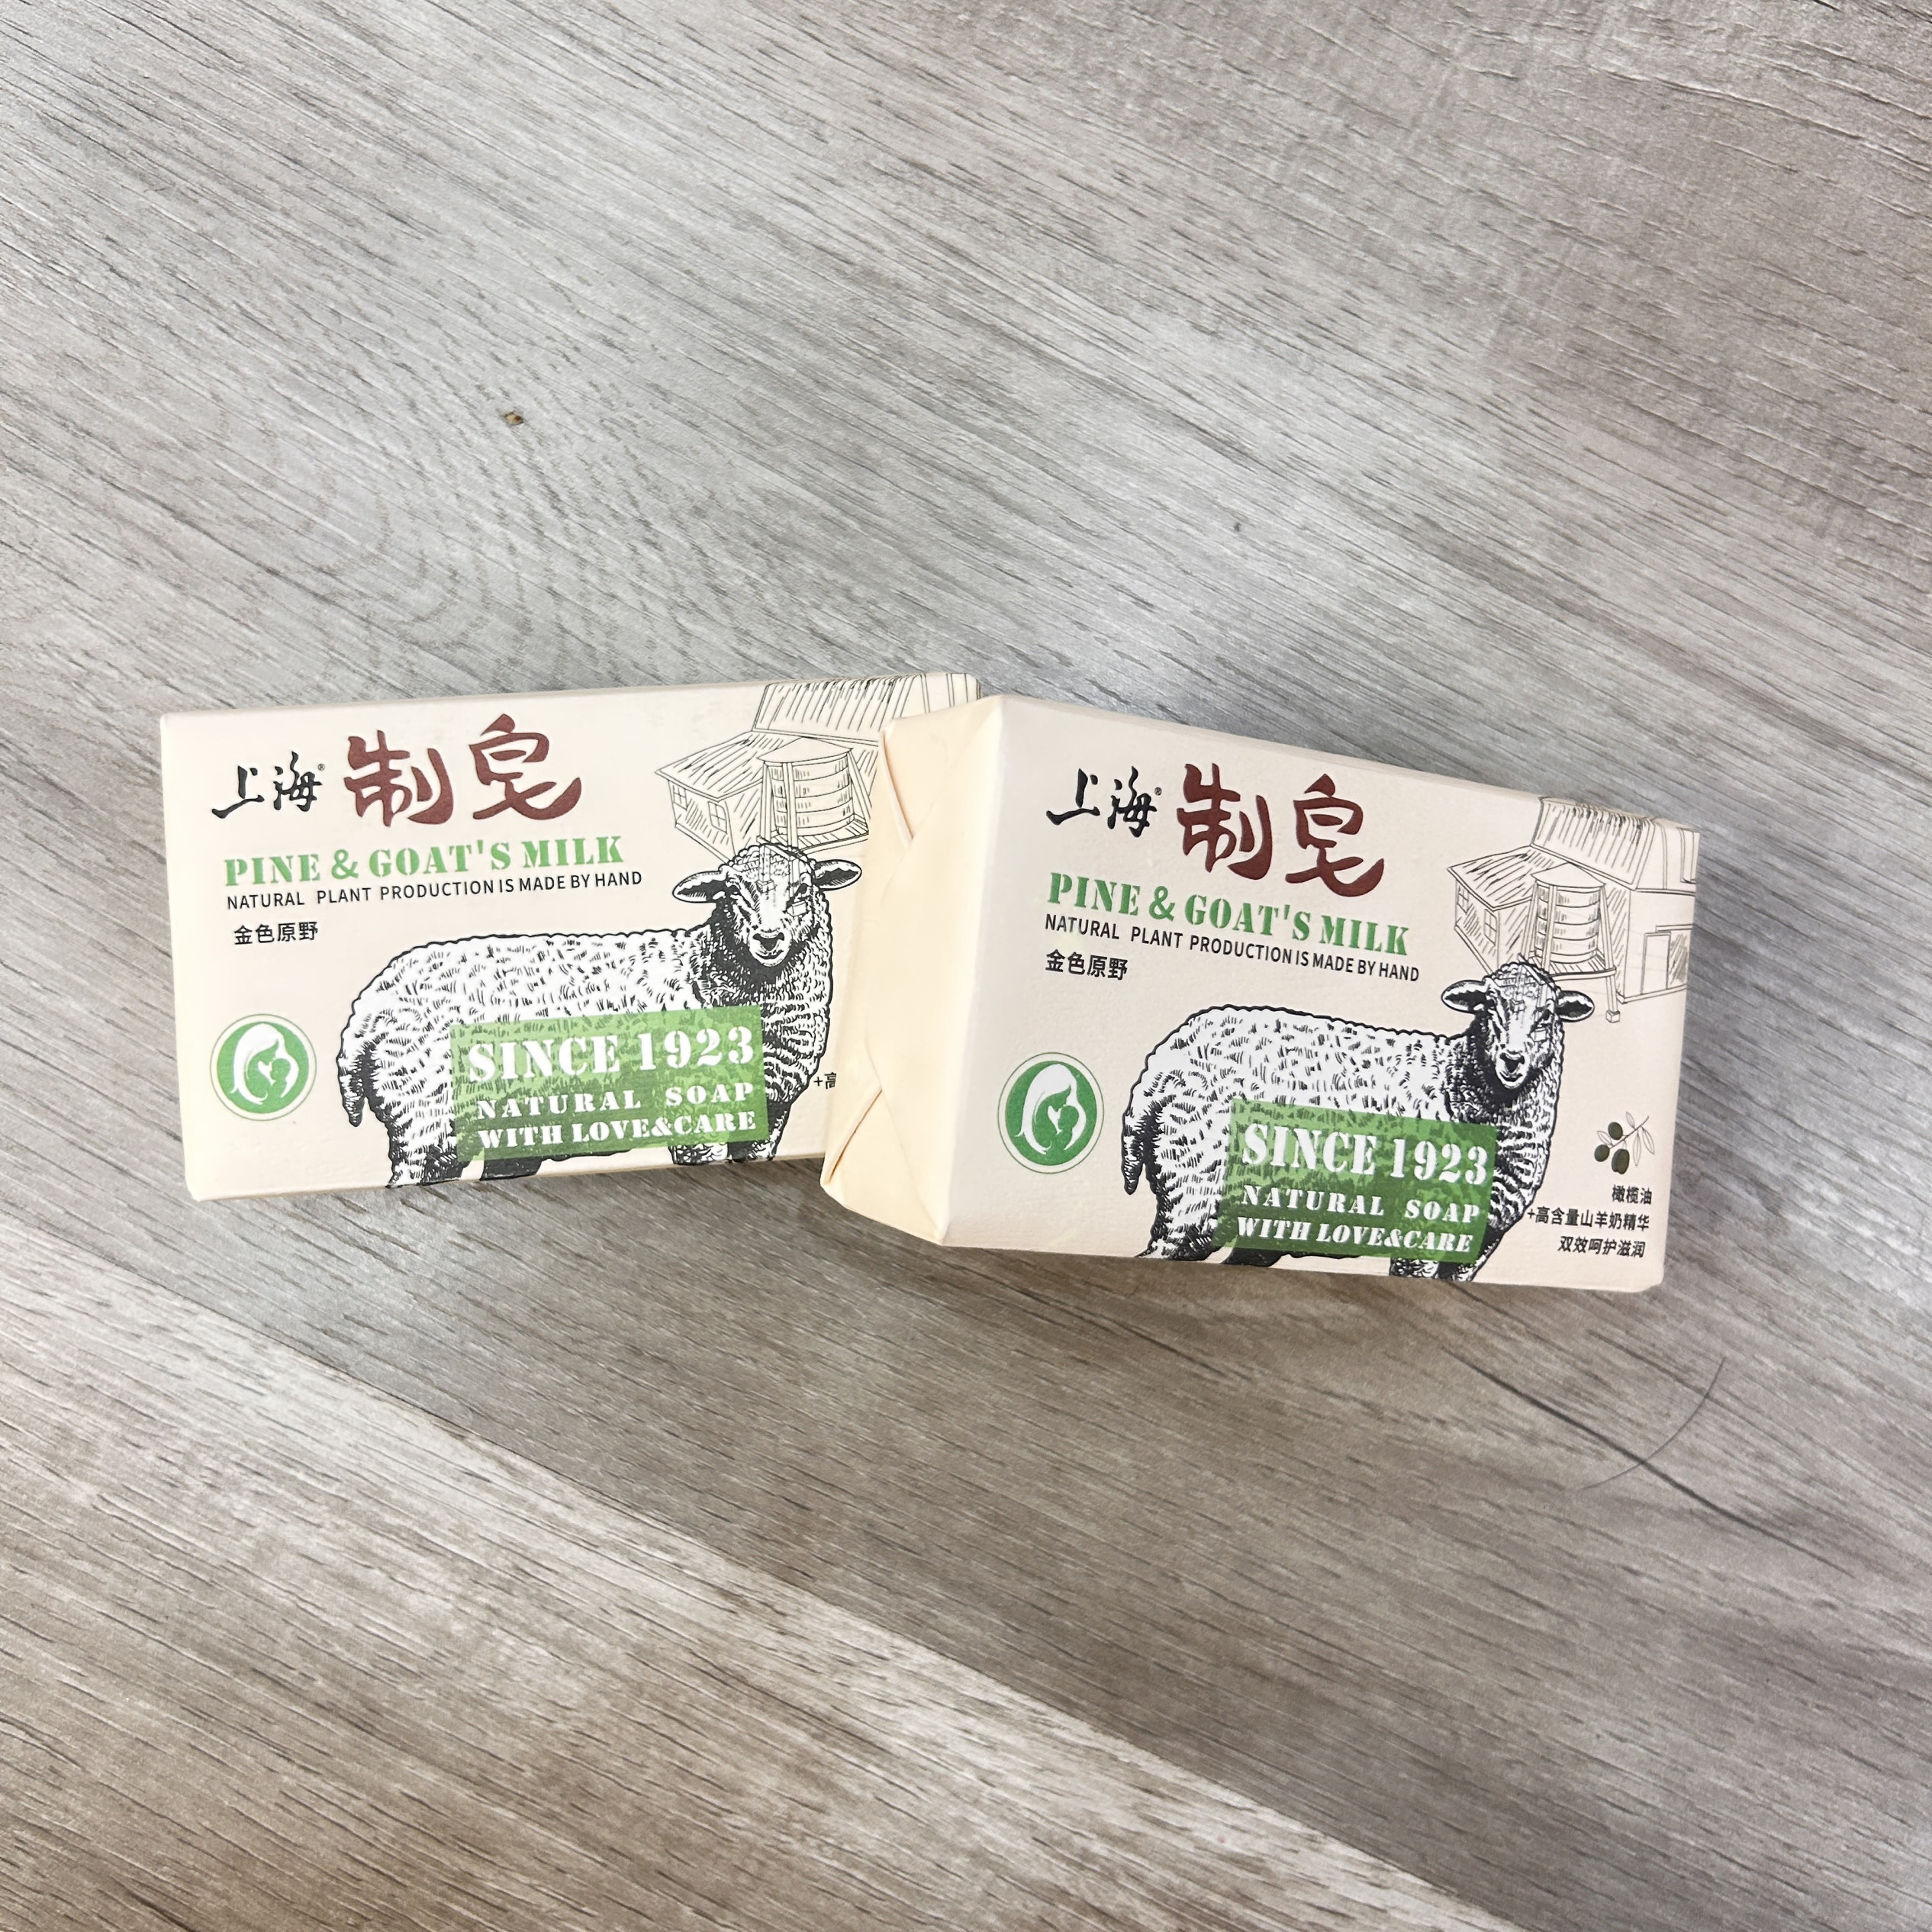 上海® 制皂
PINE & GOAT'S MILK
NATURAL PLANT PRODUCTION IS MADE BY HAND
金色原野
SINCE 1923
NATURAL SOAP
WITH LOVE&CARE
+高
上海® 制皂
PINE & GOAT'S MILK
NATURAL PLANT PRODUCTION IS MADE BY HAND
金色原野
SINCE 1923
NATURAL SOAP
WITH LOVE&CARE
橄榄油
+高含量山羊奶精华
双效呵护滋润